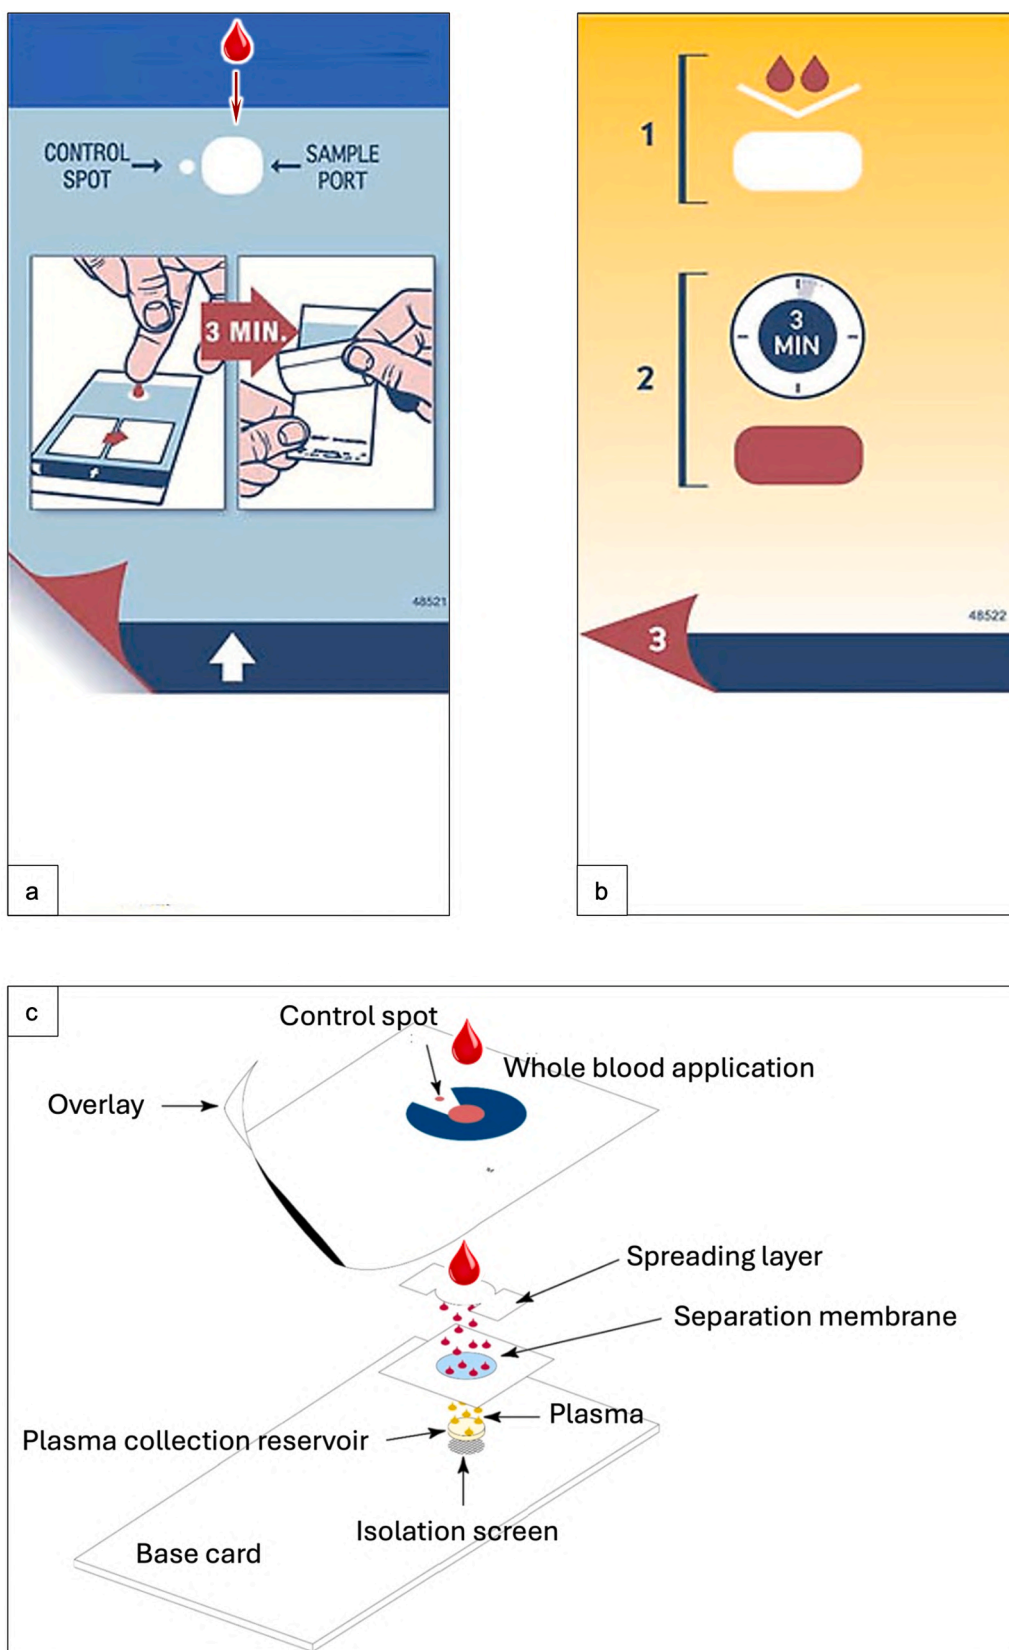 CONTROL
SPOT
SAMPLE
PORT
3 MIN.
48521
a
1
3
MIN
2
48522
3
b
c
Control spot
Whole blood application
Overlay
Spreading layer
Separation membrane
Plasma
Plasma collection reservoir
Isolation screen
Base card